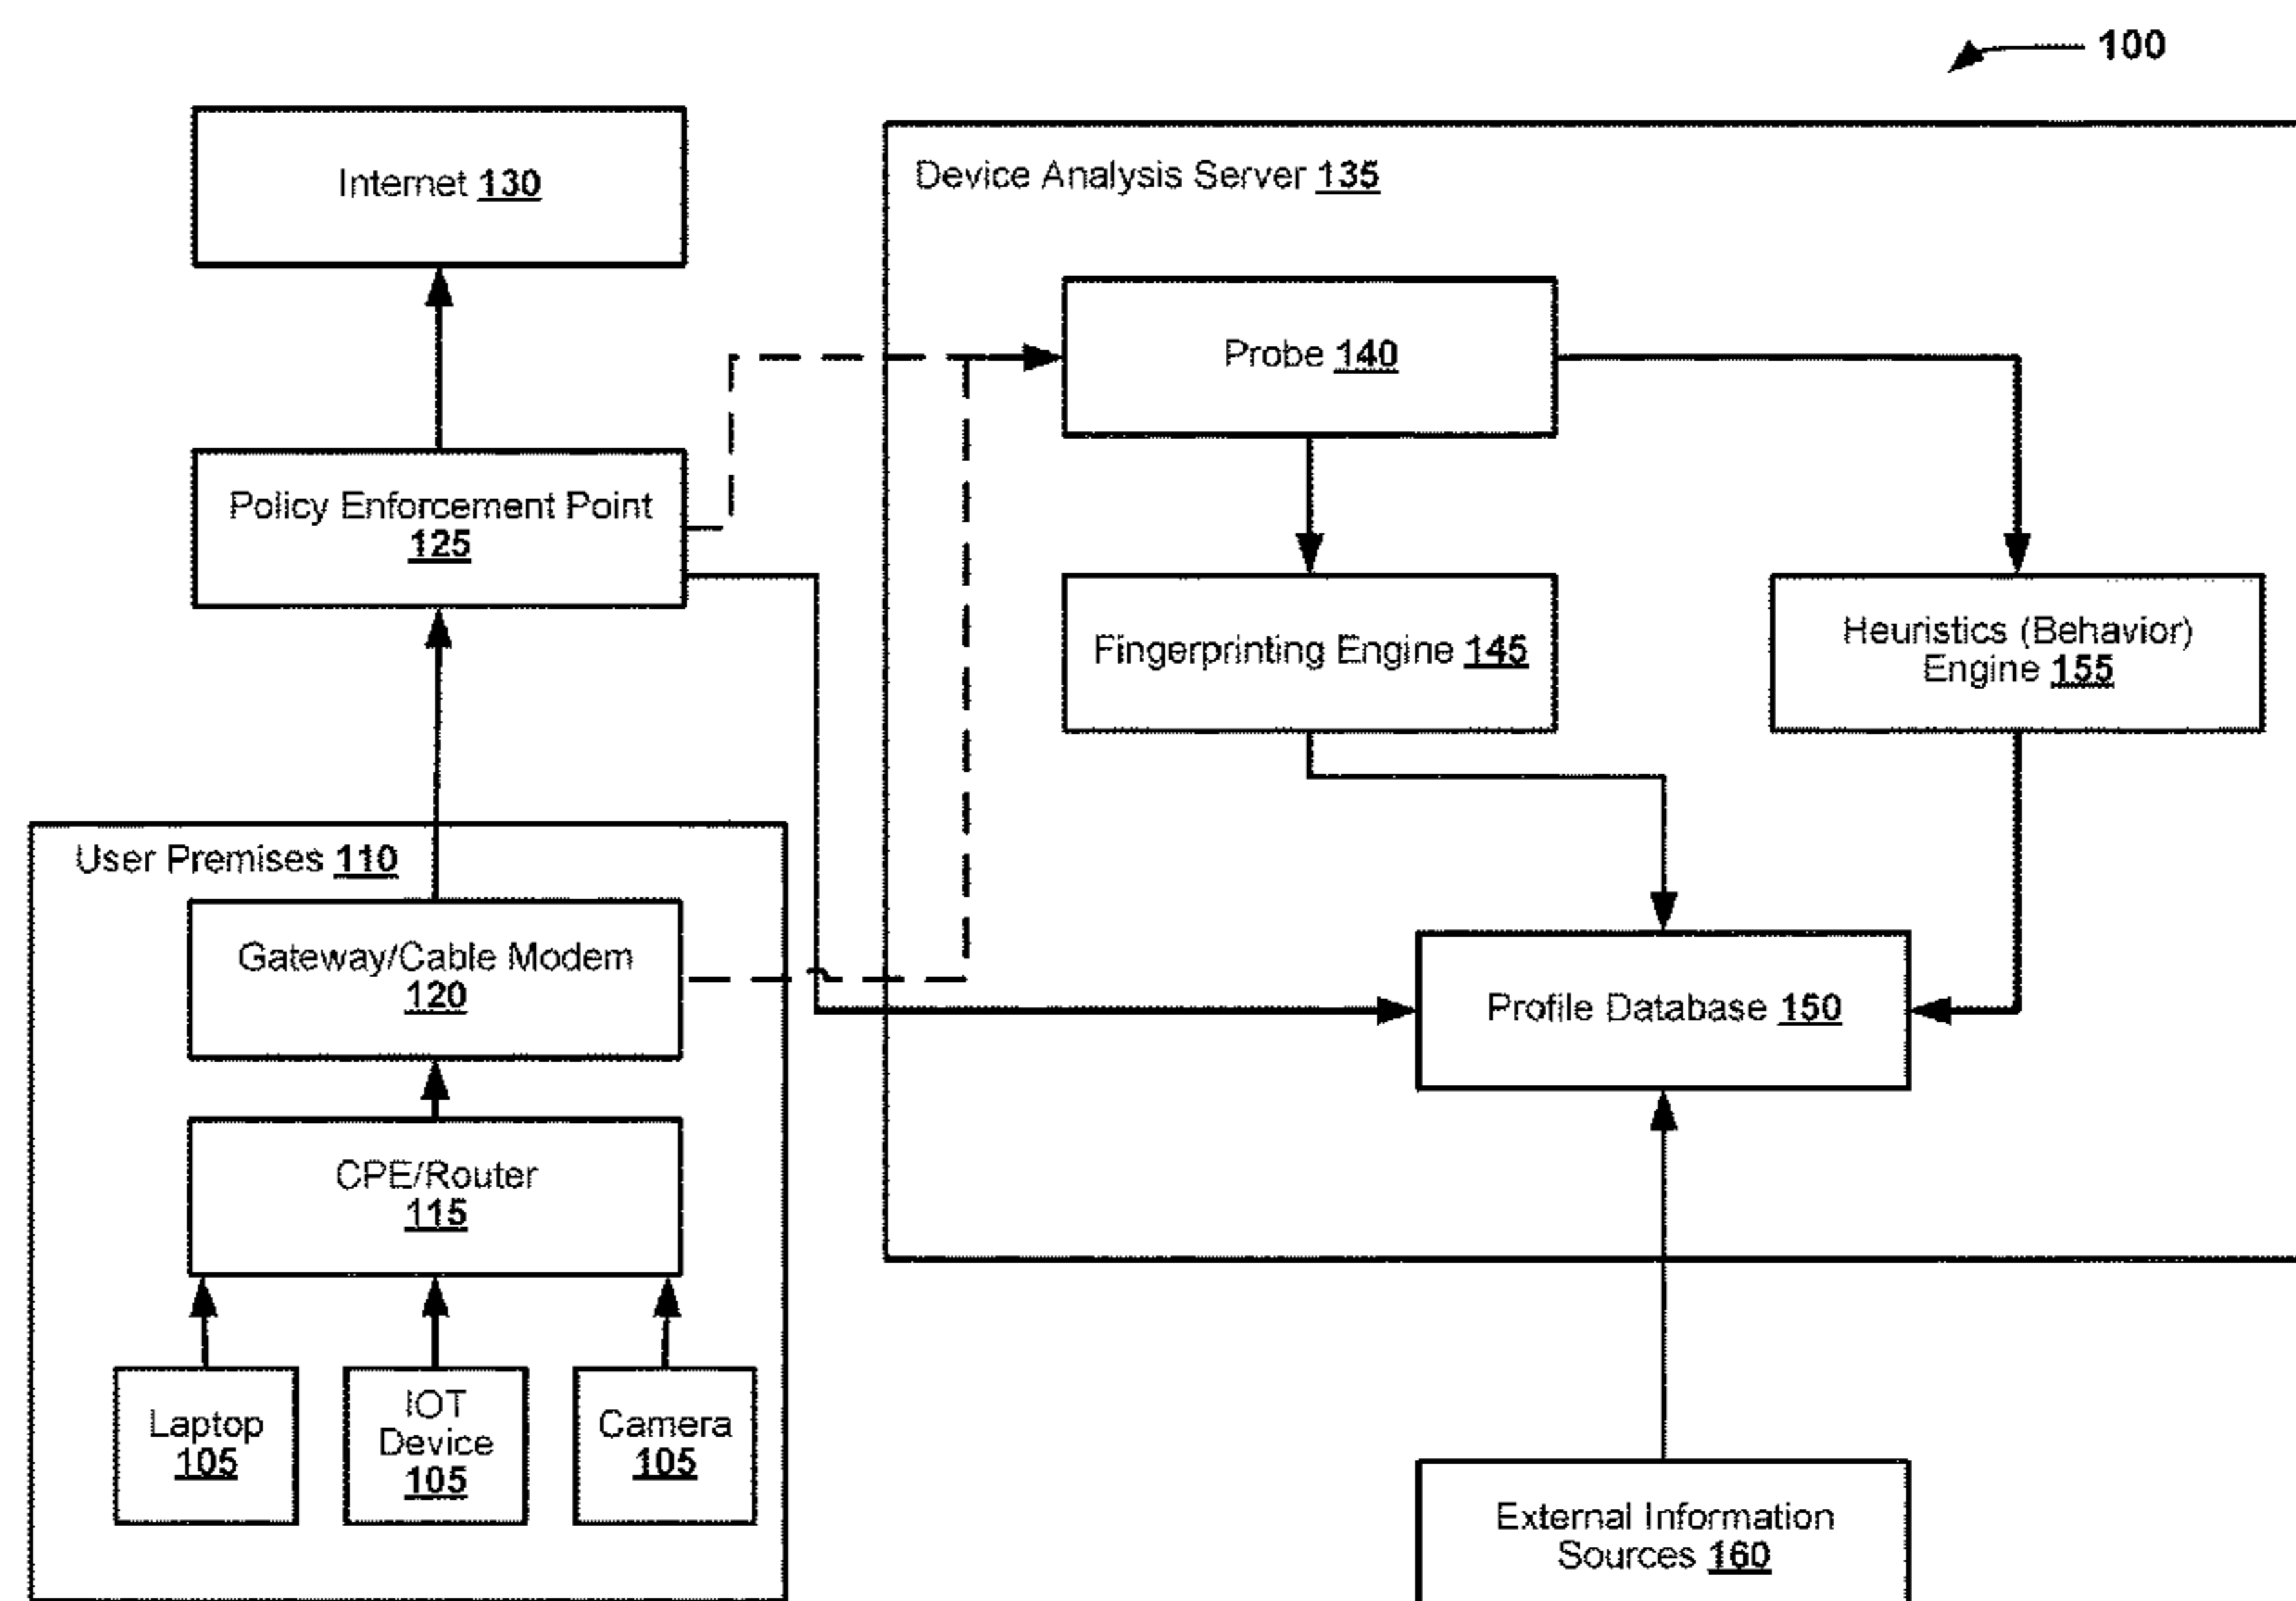 100
Internet 130
Device Analysis Server 135
Probe 140
Policy Enforcement Point
125
Fingerprinting Engine 145
Heuristics (Behavior)
Engine 155
User Premises 110
Gateway/Cable Modem
120
Profile Database 150
CPE/Router
115
Laptop
105
IOT
Device
105
Camera
105
External Information
Sources 160